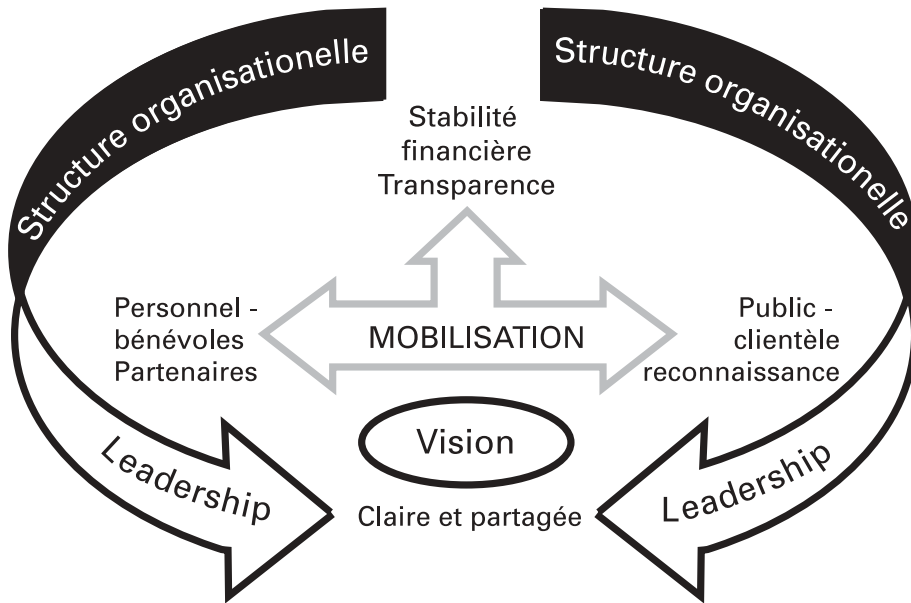 Structure organisationelle
Structure organisationelle
Stabilité
financière
Transparence
Personnel -
bénévoles
Partenaires
MOBILISATION
Public -
clientèle
reconnaissance
Vision
Leadership
Claire et partagée
Leadership